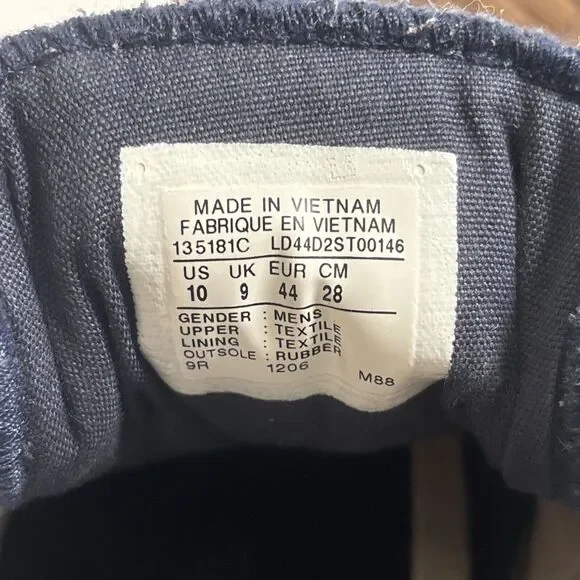 MADE IN VIETNAM
FABRIQUE EN VIETNAM
135181C LD44D2ST00146
US UK EUR CM
10 9 44 28
GENDER : MENS
UPPER : TEXTILE
LINING : TEXTILE
OUTSOLE : RUBBER
9R 1206
M88